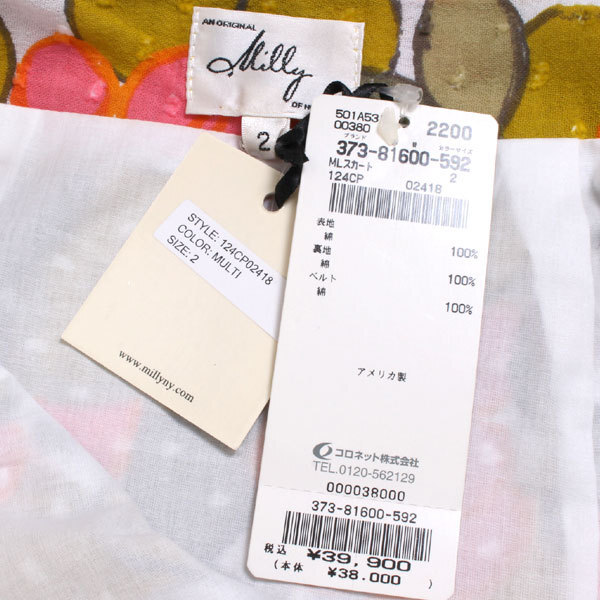 AN ORIGINAL
Milly
2
STYLE: 124CP02418
COLOR: MULTI
SIZE: 2
www.millyny.com
501A53
00380
2200
ブランド
カラーサイズ
373-81600-592
MLスカート
2
124CP 02418
表地
綿 100%
裏地
綿 100%
ベルト
綿 100%
アメリカ製
コロネット株式会社
TEL.0120-562129
000038000
373-81600-592
税込 ¥39,900
(本体 ¥38.000)